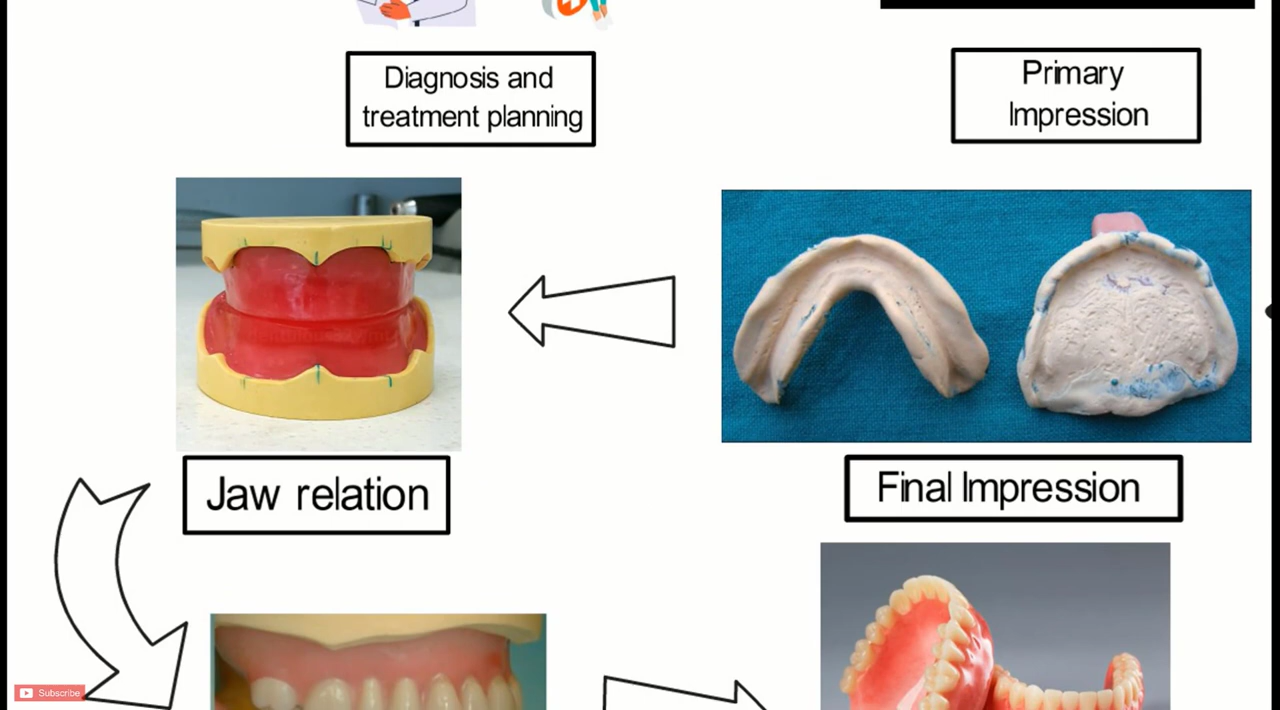 Diagnosis and
treatment planning
Primary
Impression
Jaw relation
Final Impression
Subscribe